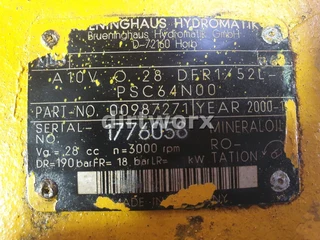 BRUENINGHAUS HYDROMATIK
Brueninghaus Hydromatik GmbH
D-72160 Horb
A10V O 28 DFR1/52L-
PSC64N00
PART-NO. 00987271 YEAR 2000-1
dirtworx
SERIAL- 1776058 MINERALOIL
RO-
TATION
Vg = 28 cc n= 3000 rpm
DR=190 bar FR= 18 bar LR= kW
MADE IN